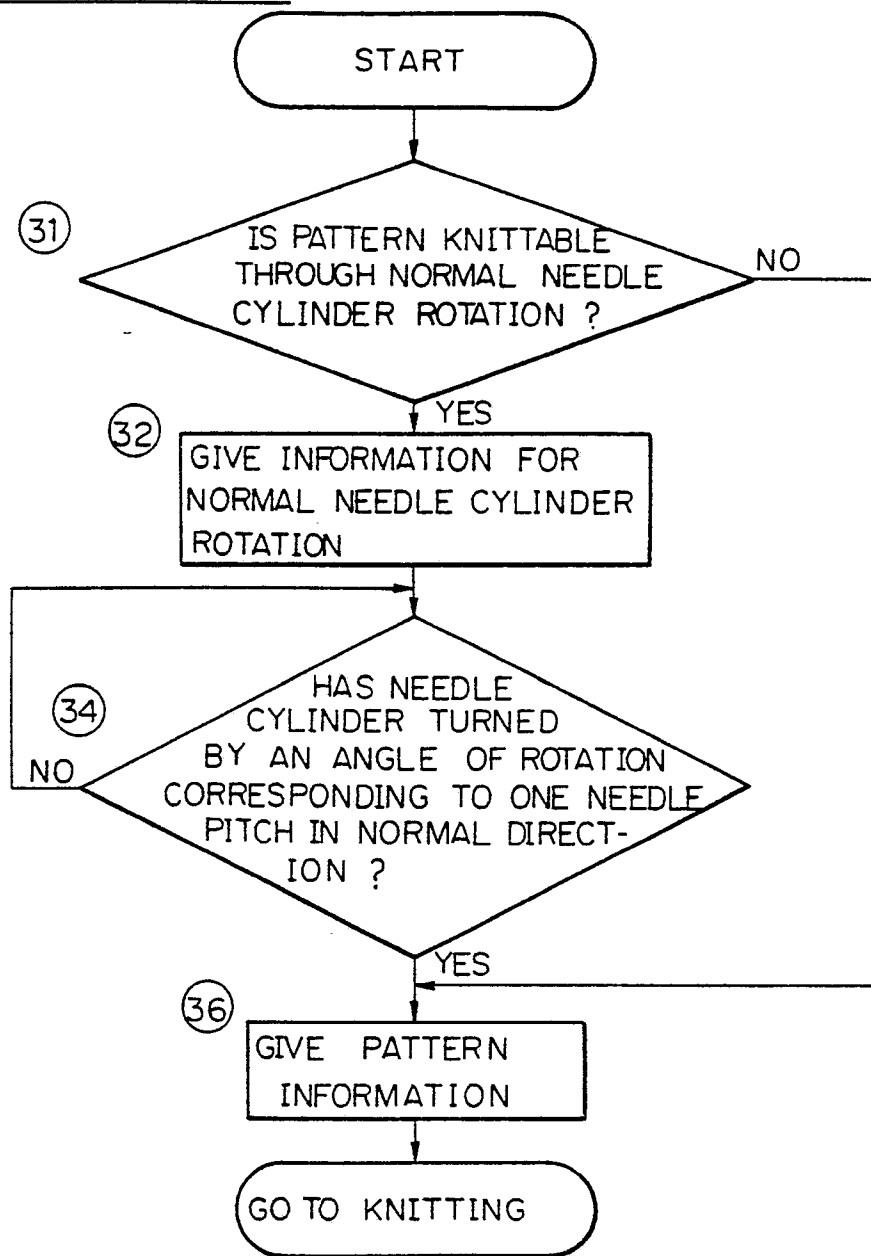 START
31
IS PATTERN KNITTABLE
THROUGH NORMAL NEEDLE
CYLINDER ROTATION ?
NO
YES
32
GIVE INFORMATION FOR
NORMAL NEEDLE CYLINDER
ROTATION
34
HAS NEEDLE
CYLINDER TURNED
BY AN ANGLE OF ROTATION
CORRESPONDING TO ONE NEEDLE
PITCH IN NORMAL DIRECT-
ION ?
NO
YES
36
GIVE PATTERN
INFORMATION
GO TO KNITTING